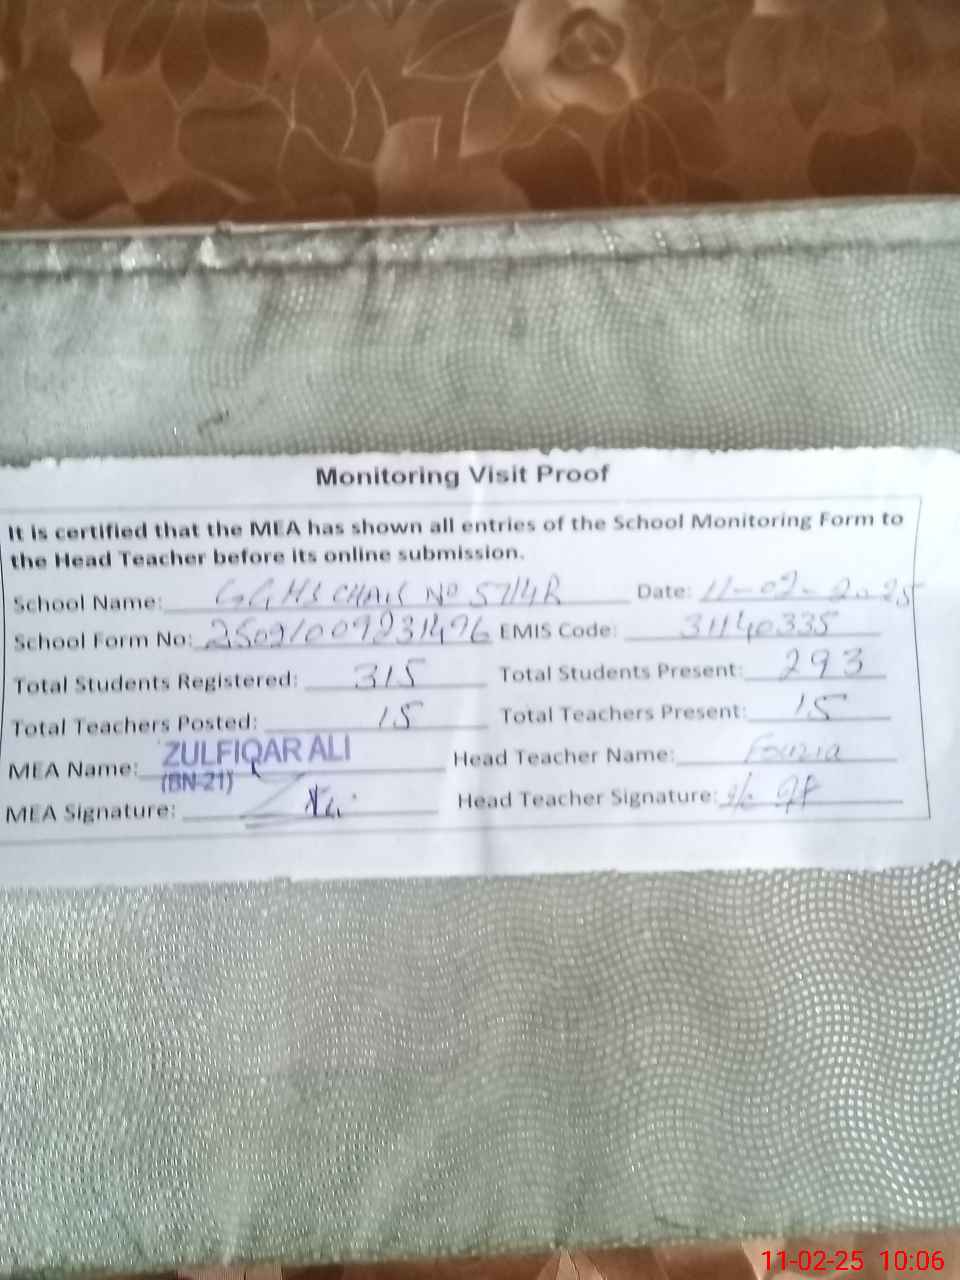 Monitoring Visit Proof
It is certified that the MEA has shown all entries of the School Monitoring Form to
the Head Teacher before its online submission.
School Name: GGHS CHAK NO 57/4R Date: 11-02-2025
School Form No: EMIS Code: 31140335
Total Students Registered: 315 Total Students Present: 293
Total Teachers Posted: 15 Total Teachers Present: 15
MEA Name: ZULFIQAR ALI (BN-21) Head Teacher Name: Fouzia
MEA Signature: Head Teacher Signature:
11-02-25 10:06